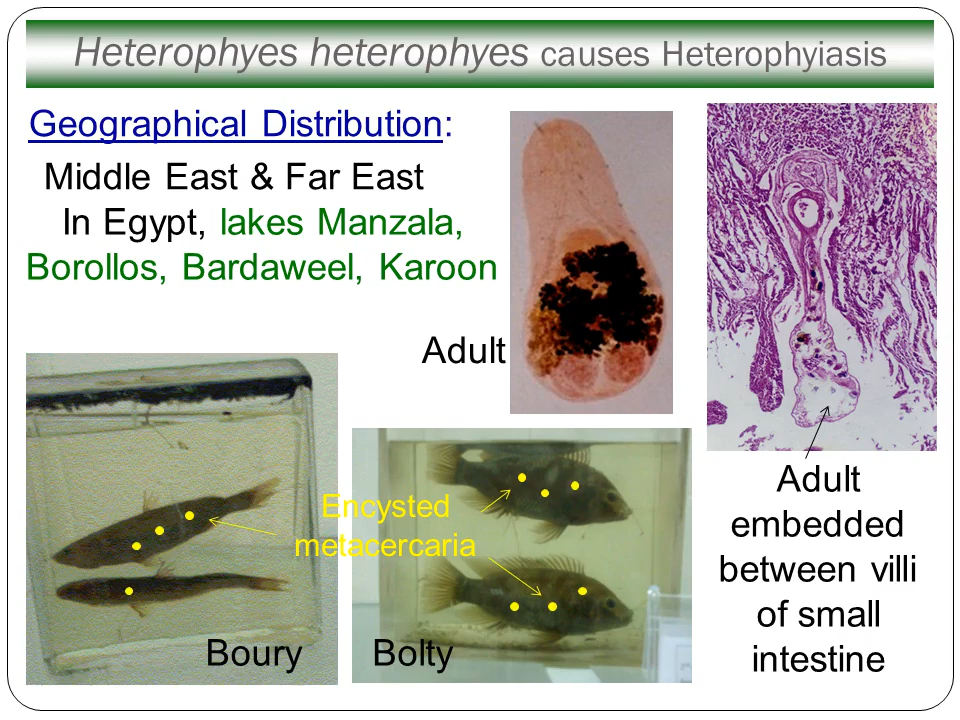 Heterophyes heterophyes causes Heterophyiasis
Geographical Distribution:
Middle East & Far East
In Egypt, lakes Manzala,
Borollos, Bardaweel, Karoon
Adult
Encysted
metacercaria
Boury
Bolty
Adult
embedded
between villi
of small
intestine